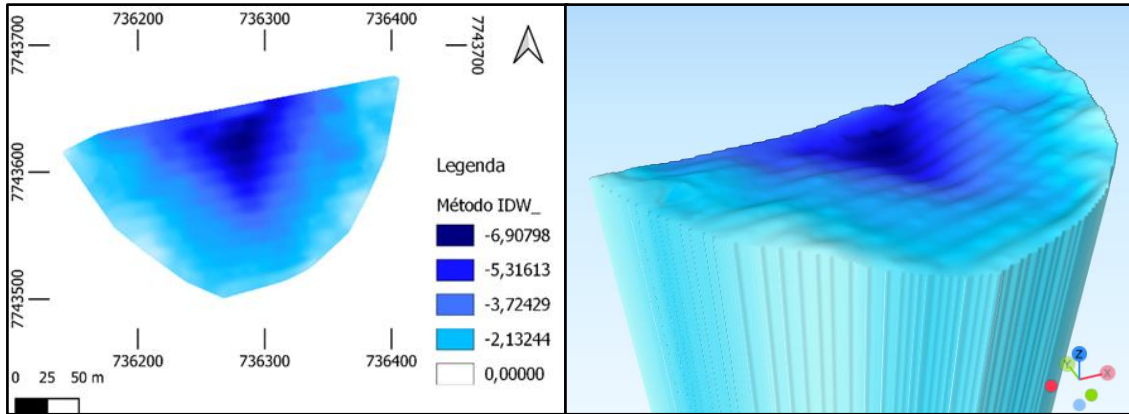 736200 736300 736400
7743700
7743700
7743600
7743500
Legenda
Método IDW_
-6,90798
-5,31613
-3,72429
-2,13244
0,00000
736200 736300 736400
0 25 50 m
Z
Y
X